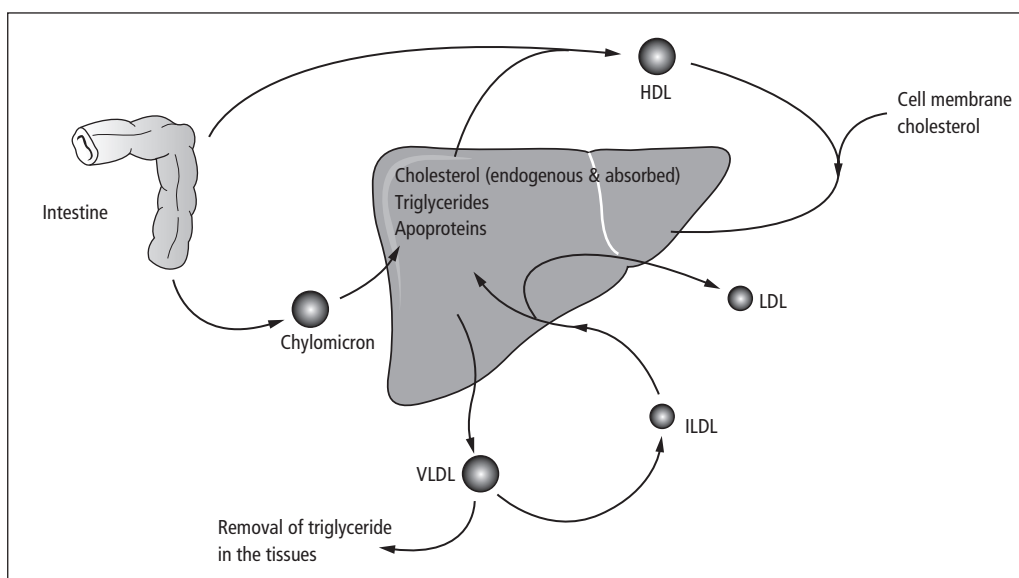 HDL
Cell membrane
cholesterol
Cholesterol (endogenous & absorbed)
Triglycerides
Apoproteins
Intestine
LDL
Chylomicron
ILDL
VLDL
Removal of triglyceride
in the tissues